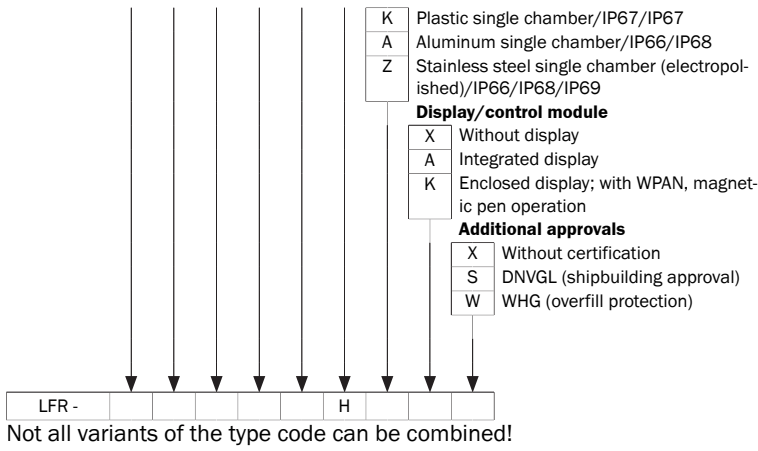 K Plastic single chamber/IP67/IP67
A Aluminum single chamber/IP66/IP68
Z Stainless steel single chamber (electropol-
ished)/IP66/IP68/IP69
Display/control module
X Without display
A Integrated display
K Enclosed display; with WPAN, magnet-
ic pen operation
Additional approvals
X Without certification
S DNVGL (shipbuilding approval)
W WHG (overfill protection)
LFR - H
Not all variants of the type code can be combined!